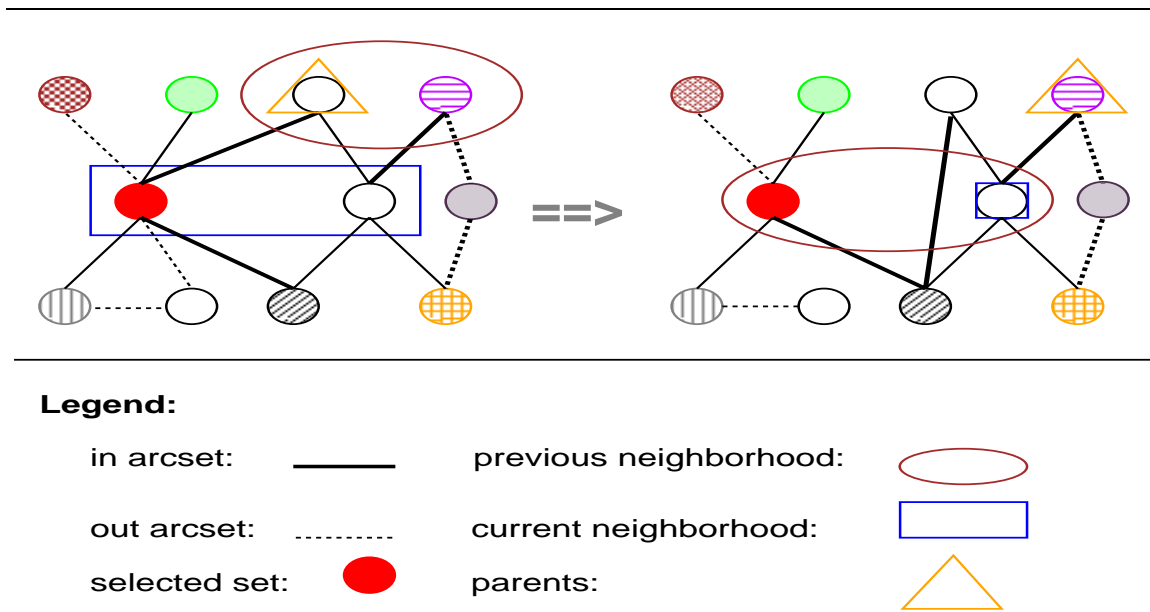 ==>
Legend:
in arcset: previous neighborhood:
out arcset: current neighborhood:
selected set: parents: